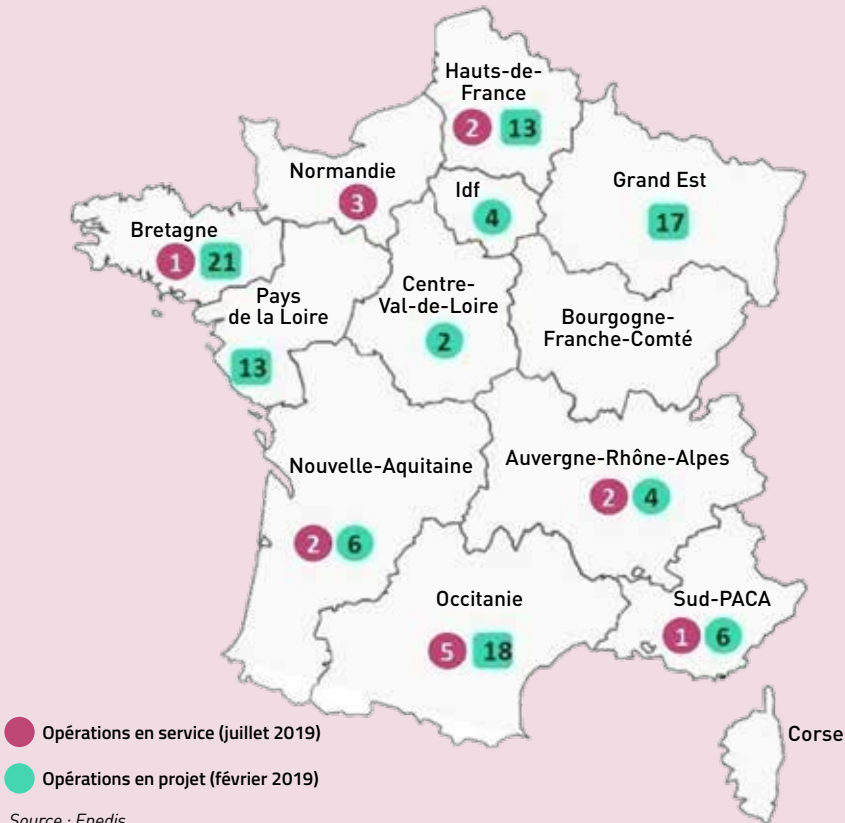 Hauts-de-
France
2 13
Normandie
3
Idf
4
Grand Est
17
Bretagne
1 21
Pays
de la Loire
13
Centre-
Val-de-Loire
2
Bourgogne-
Franche-Comté
Nouvelle-Aquitaine
2 6
Auvergne-Rhône-Alpes
2 4
Occitanie
5 18
Sud-PACA
1 6
Corse
Opérations en service (juillet 2019)
Opérations en projet (février 2019)
Source : Enedis